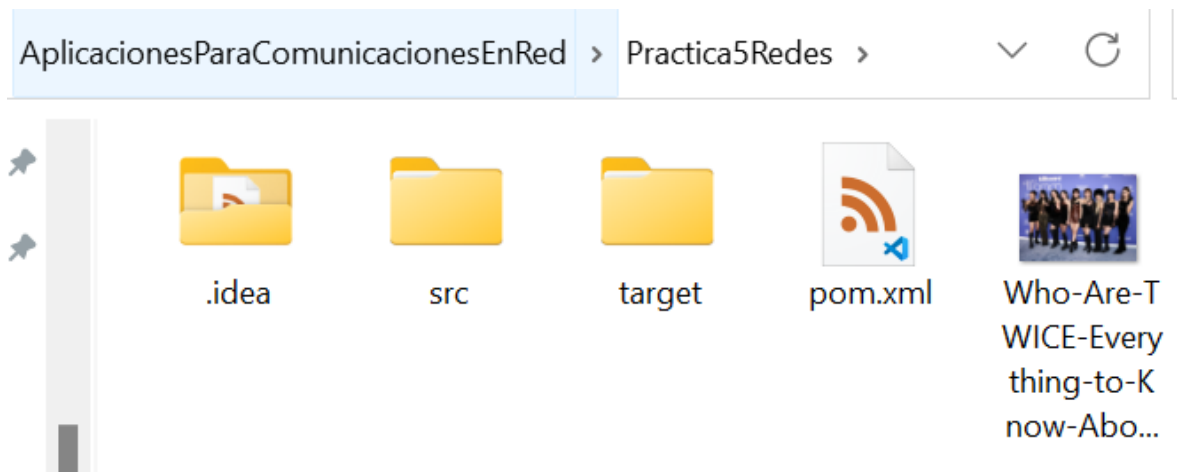 AplicacionesParaComunicacionesEnRed > Practica5Redes >
.idea
src
target
pom.xml
Who-Are-T
WICE-Every
thing-to-K
now-Abo...